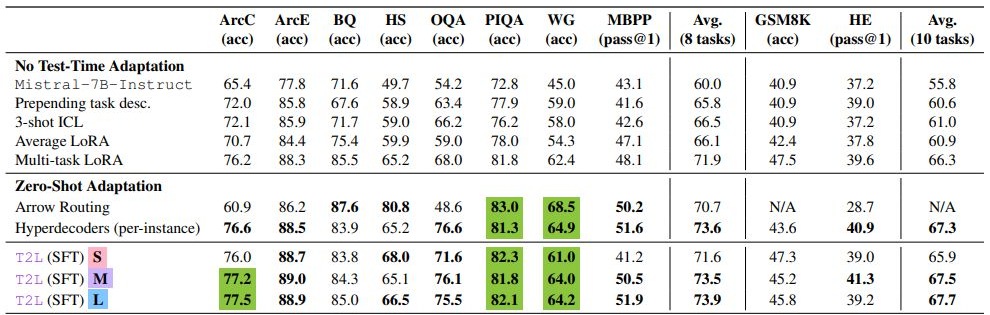 ArcC ArcE BQ HS OQA PIQA WG MBPP Avg. GSM8K HE Avg.
(acc) (acc) (acc) (acc) (acc) (acc) (acc) (pass@1) (8 tasks) (acc) (pass@1) (10 tasks)
No Test-Time Adaptation
Mistral-7B-Instruct 65.4 77.8 71.6 49.7 54.2 72.8 45.0 43.1 60.0 40.9 37.2 55.8
Prepending task desc. 72.0 85.8 67.6 58.9 63.4 77.9 59.0 41.6 65.8 40.9 39.0 60.6
3-shot ICL 72.1 85.9 71.7 59.0 66.2 76.2 58.0 42.6 66.5 40.9 37.2 61.0
Average LoRA 70.7 84.4 75.4 59.9 59.0 78.0 54.3 47.1 66.1 42.4 37.8 60.9
Multi-task LoRA 76.2 88.3 85.5 65.2 68.0 81.8 62.4 48.1 71.9 47.5 39.6 66.3
Zero-Shot Adaptation
Arrow Routing 60.9 86.2 87.6 80.8 48.6 83.0 68.5 50.2 70.7 N/A 28.7 N/A
Hyperdecoders (per-instance) 76.6 88.5 83.9 65.2 76.6 81.3 64.9 51.6 73.6 43.6 40.9 67.3
T2L (SFT) S 76.0 88.7 83.8 68.0 71.6 82.3 61.0 41.2 71.6 47.3 39.0 65.9
T2L (SFT) M 77.2 89.0 84.3 65.1 76.1 81.8 64.0 50.5 73.5 45.2 41.3 67.5
T2L (SFT) L 77.5 88.9 85.0 66.5 75.5 82.1 64.2 51.9 73.9 45.8 39.2 67.7